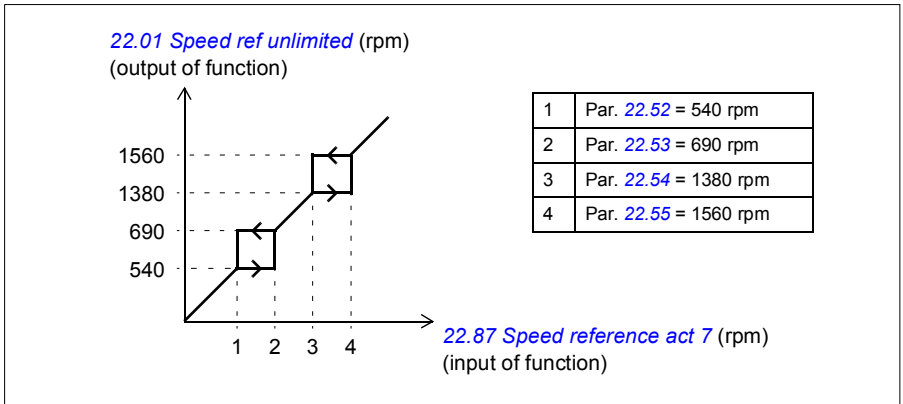 22.01 Speed ref unlimited (rpm)
(output of function)
1560
1380
690
540
1 2 3 4
22.87 Speed reference act 7 (rpm)
(input of function)
1 Par. 22.52 = 540 rpm
2 Par. 22.53 = 690 rpm
3 Par. 22.54 = 1380 rpm
4 Par. 22.55 = 1560 rpm